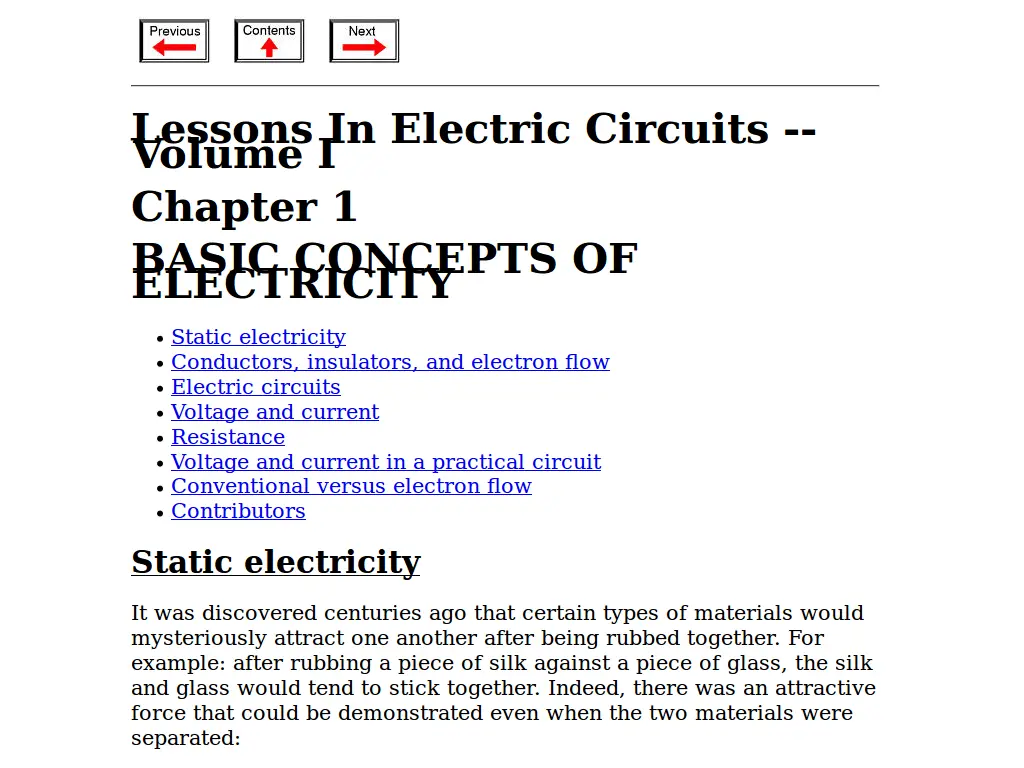 Previous Contents Next
Lessons In Electric Circuits --
Volume I
Chapter 1
BASIC CONCEPTS OF
ELECTRICITY
Static electricity
Conductors, insulators, and electron flow
Electric circuits
Voltage and current
Resistance
Voltage and current in a practical circuit
Conventional versus electron flow
Contributors
Static electricity
It was discovered centuries ago that certain types of materials would
mysteriously attract one another after being rubbed together. For
example: after rubbing a piece of silk against a piece of glass, the silk
and glass would tend to stick together. Indeed, there was an attractive
force that could be demonstrated even when the two materials were
separated: